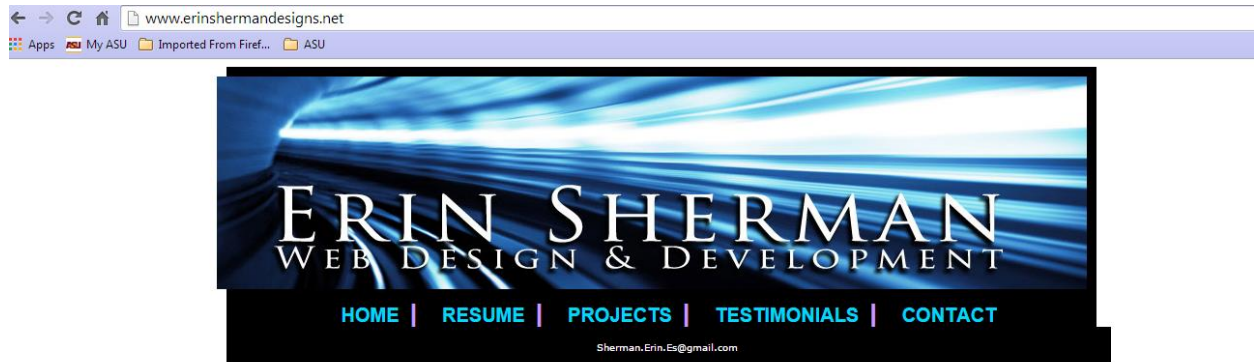 www.erinshermandesigns.net
Apps ASU My ASU Imported From Firef... ASU
ERIN SHERMAN
WEB DESIGN & DEVELOPMENT
HOME | RESUME | PROJECTS | TESTIMONIALS | CONTACT
Sherman.Erin.Es@gmail.com